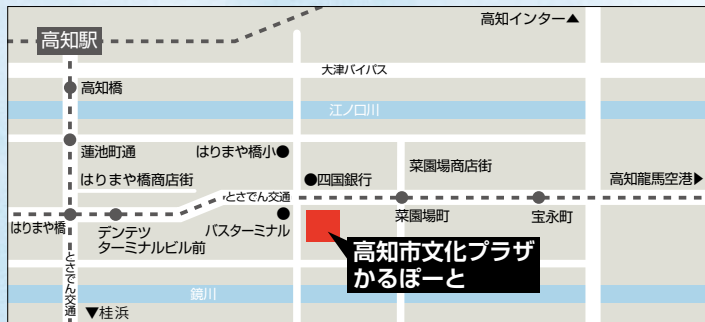 高知インター▲
高知駅
大津バイパス
高知橋
江ノ口川
蓮池町通
はりまや橋小●
菜園場商店街
はりまや橋商店街
●四国銀行
高知龍馬空港▶
とさでん交通
はりまや橋
デンテツ
ターミナルビル前
バスターミナル
菜園場町
宝永町
高知市文化プラザ
かるぽーと
とさでん交通
鏡川
▼桂浜